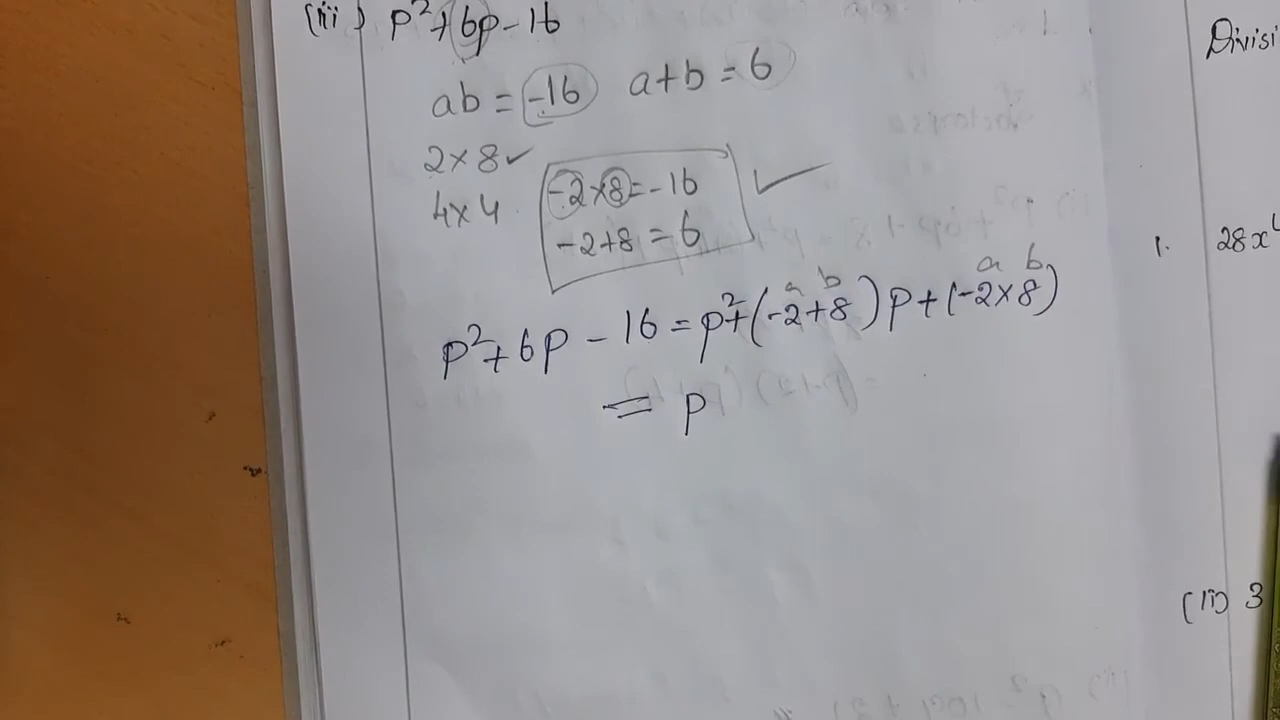 (iii) p²+6p-16
ab = -16 a+b = 6
2×8✓
4×4
-2×8=-16 ✓
-2+8=6
a b a b
p²+6p-16=p²+(-2+8)p+(-2×8)
= p
Divisi
1. 28x
(ii) 3